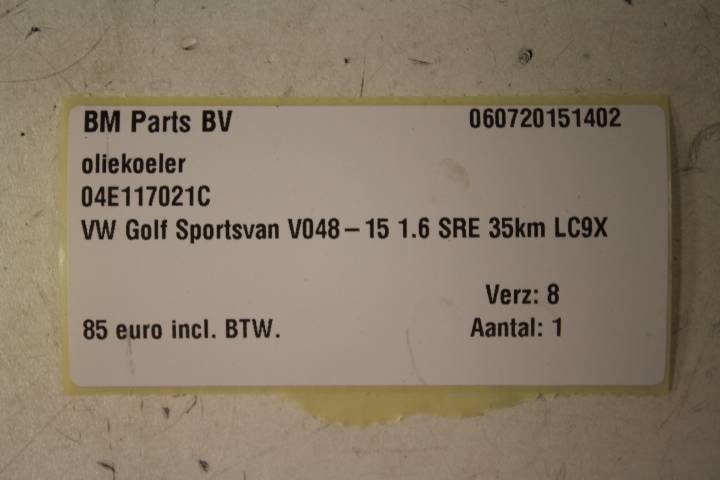 BM Parts BV 060720151402
oliekoeler
04E117021C
VW Golf Sportsvan V048-15 1.6 SRE 35km LC9X
Verz: 8
85 euro incl. BTW. Aantal: 1